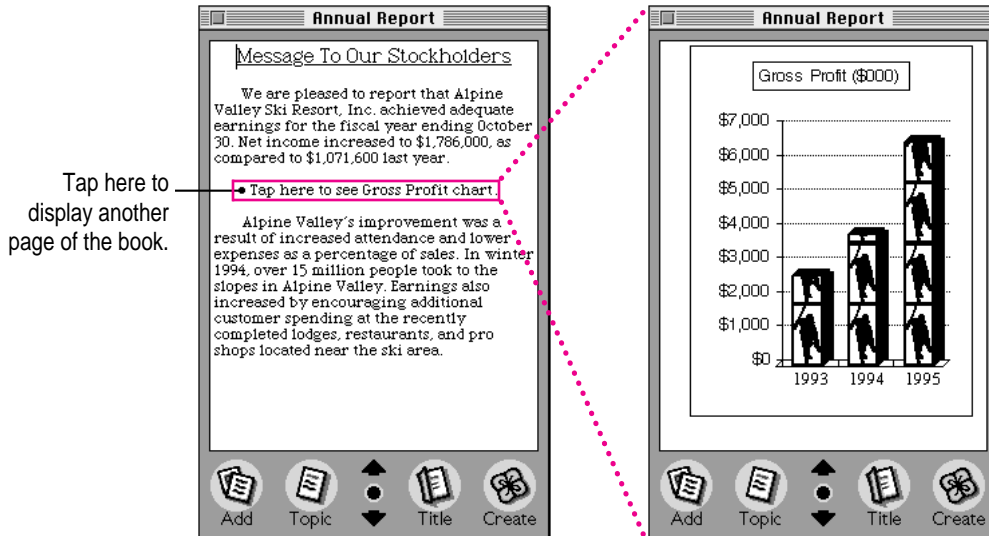 Annual Report
Message To Our Stockholders
We are pleased to report that Alpine
Valley Ski Resort, Inc. achieved adequate
earnings for the fiscal year ending October
30. Net income increased to $1,786,000, as
compared to $1,071,600 last year.
Tap here to see Gross Profit chart.
Alpine Valley's improvement was a
result of increased attendance and lower
expenses as a percentage of sales. In winter
1994, over 15 million people took to the
slopes in Alpine Valley. Earnings also
increased by encouraging additional
customer spending at the recently
completed lodges, restaurants, and pro
shops located near the ski area.
Add Topic Title Create
Tap here to
display another
page of the book.
Annual Report
Gross Profit ($000)
$7,000
$6,000
$5,000
$4,000
$3,000
$2,000
$1,000
$0
1993 1994 1995
Add Topic Title Create